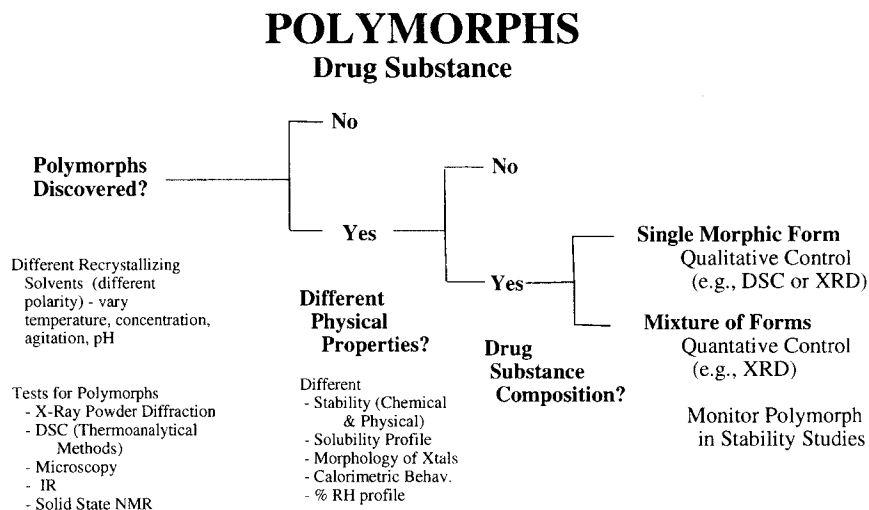 POLYMORPHS
Drug Substance
No
Polymorphs
Discovered?
No
Yes
Single Morphic Form
Qualitative Control
(e.g., DSC or XRD)
Yes
Mixture of Forms
Quantative Control
(e.g., XRD)
Monitor Polymorph
in Stability Studies
Different Recrystallizing
Solvents (different
polarity) - vary
temperature, concentration,
agitation, pH
Tests for Polymorphs
- X-Ray Powder Diffraction
- DSC (Thermoanalytical
Methods)
- Microscopy
- IR
- Solid State NMR
Different
Physical
Properties?
Different
- Stability (Chemical
& Physical)
- Solubility Profile
- Morphology of Xtals
- Calorimetric Behav.
- % RH profile
Drug
Substance
Composition?